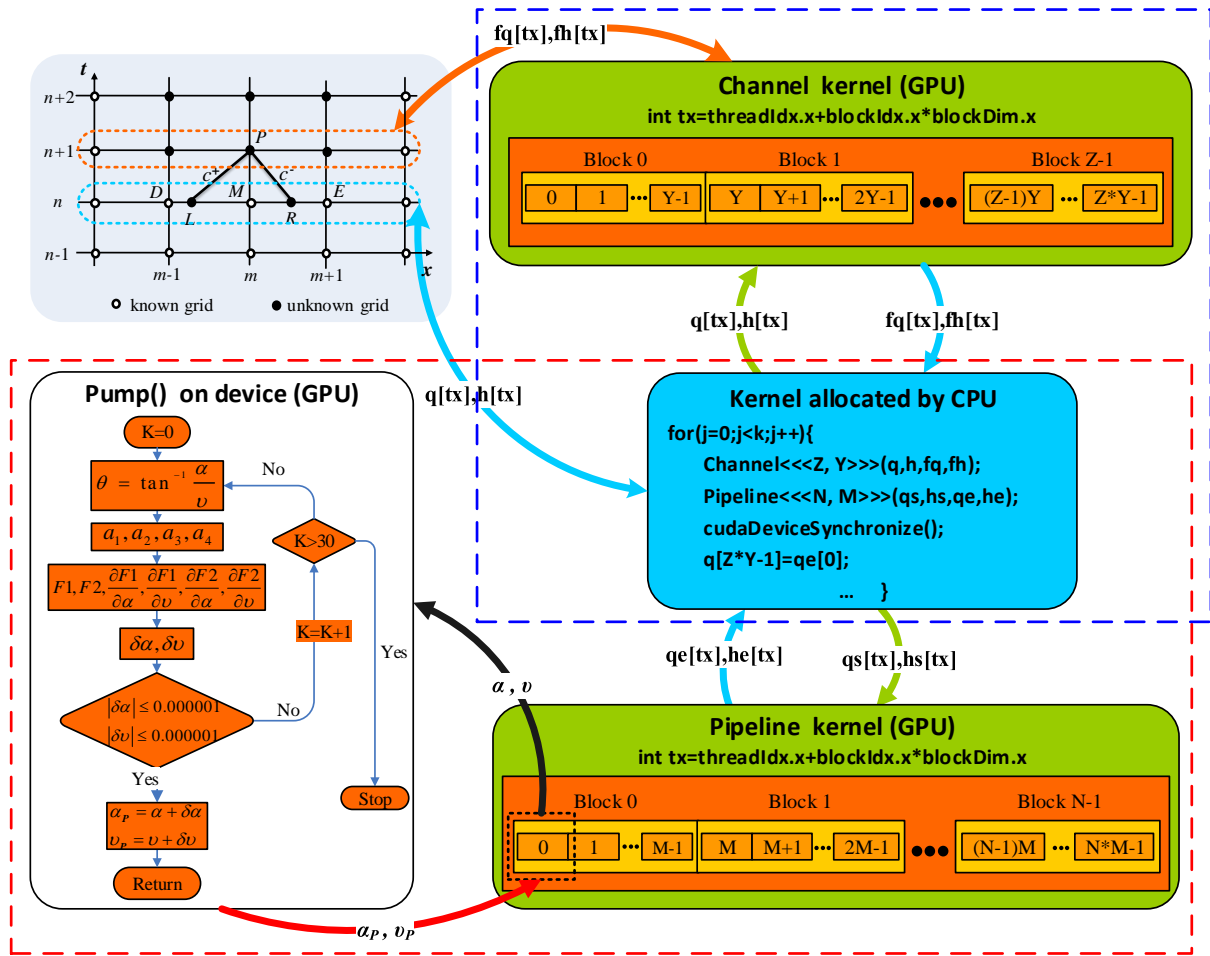 fq[tx],fh[tx]
t
n+2
n+1
n
n-1
P
c+
c-
D
M
E
L
R
m-1
m
m+1
x
known grid
unknown grid
Channel kernel (GPU)
int tx=threadIdx.x+blockIdx.x*blockDim.x
Block 0
Block 1
Block Z-1
0 1 ••• Y-1 Y Y+1 ••• 2Y-1 ●●● (Z-1)Y ••• Z*Y-1
q[tx],h[tx]
fq[tx],fh[tx]
q[tx],h[tx]
Kernel allocated by CPU
for(j=0;j<k;j++){
Channel<<<Z, Y>>>(q,h,fq,fh);
Pipeline<<<N, M>>>(qs,hs,qe,he);
cudaDeviceSynchronize();
q[Z*Y-1]=qe[0];
... }
qe[tx],he[tx]
qs[tx],hs[tx]
Pump() on device (GPU)
K=0
θ = tan⁻¹ α/υ
a₁, a₂, a₃, a₄
F1, F2, ∂F1/∂α, ∂F1/∂υ, ∂F2/∂α, ∂F2/∂υ
δα, δυ
|δα| ≤ 0.000001
|δυ| ≤ 0.000001
No
K=K+1
K>30
No
Yes
Stop
Yes
α_P = α + δα
υ_P = υ + δυ
Return
α , υ
α_P , υ_P
Pipeline kernel (GPU)
int tx=threadIdx.x+blockIdx.x*blockDim.x
Block 0
Block 1
Block N-1
0 1 ••• M-1 M M+1 ••• 2M-1 ●●● (N-1)M ••• N*M-1